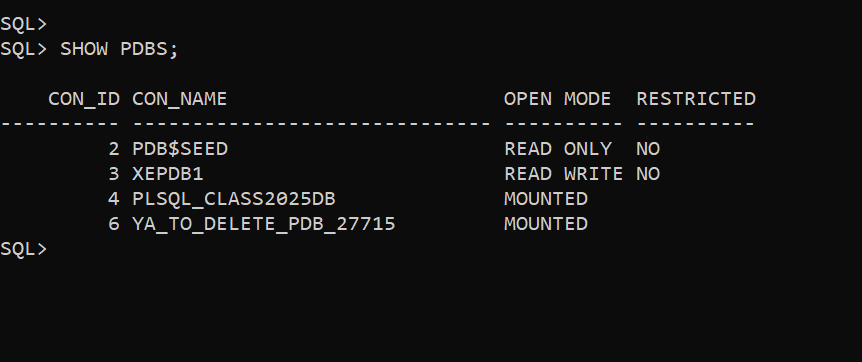 SQL>
SQL> SHOW PDBS;
    CON_ID CON_NAME                       OPEN MODE  RESTRICTED
---------- ------------------------------ ---------- ----------
         2 PDB$SEED                       READ ONLY  NO
         3 XEPDB1                         READ WRITE NO
         4 PLSQL_CLASS2025DB              MOUNTED
         6 YA_TO_DELETE_PDB_27715         MOUNTED
SQL>